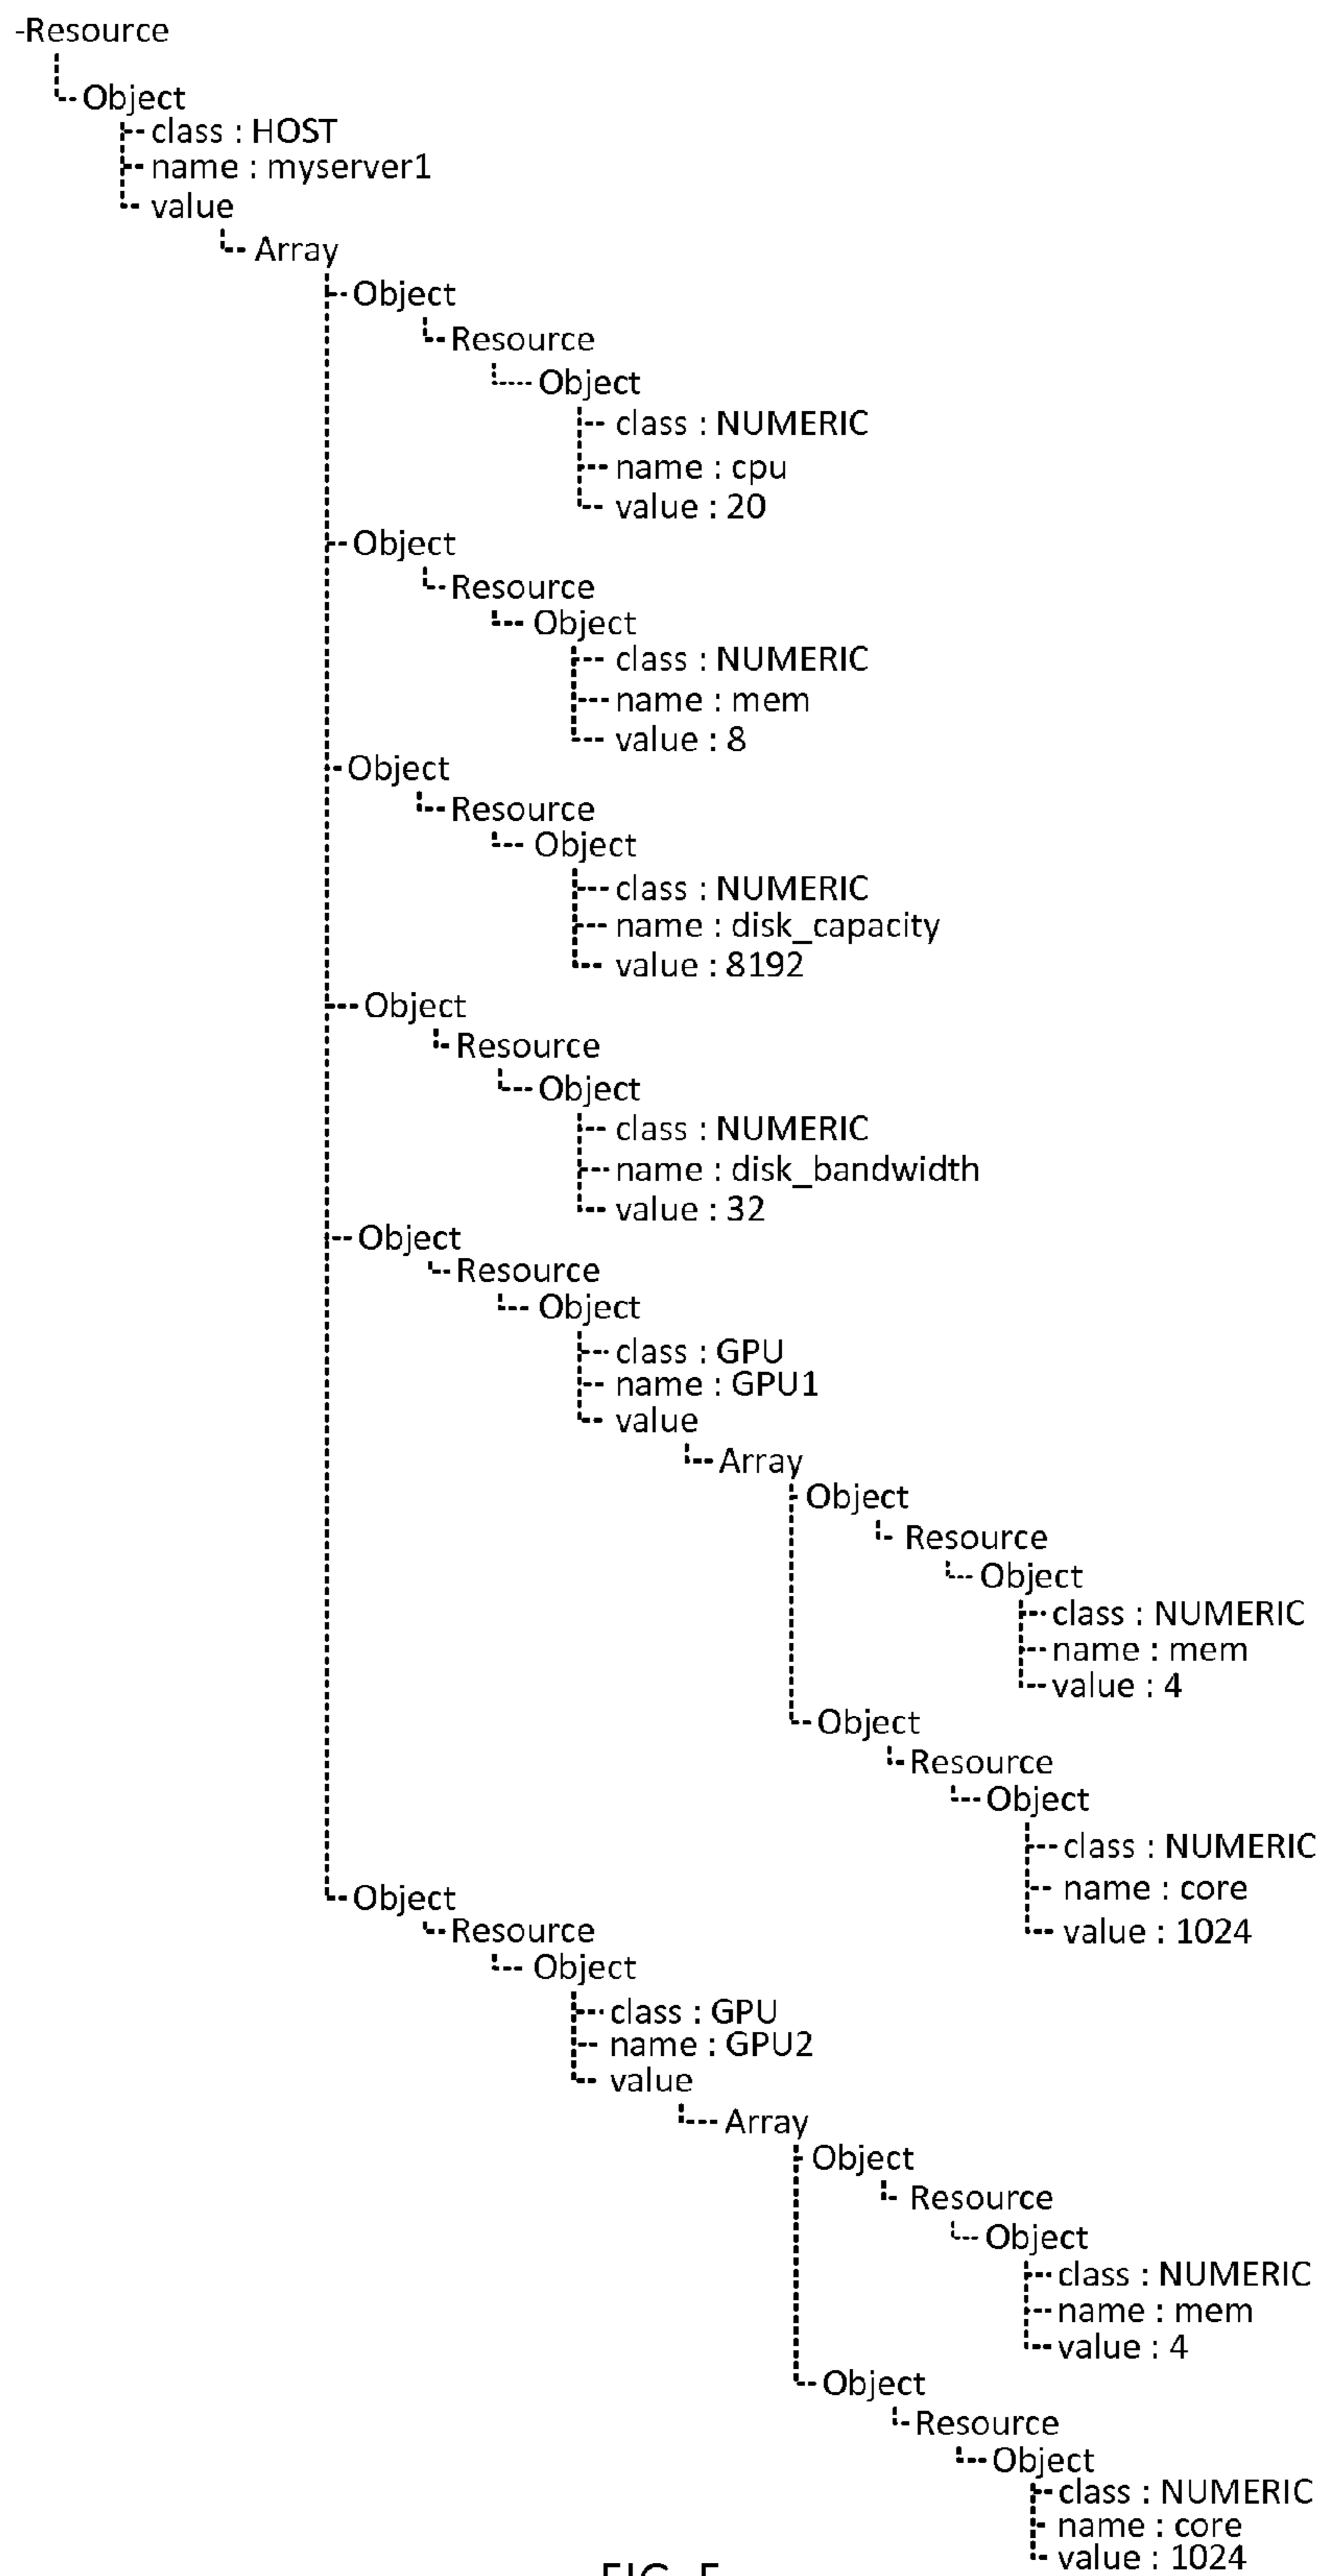 -Resource
Object
class : HOST
name : myserver1
value
Array
Object
Resource
Object
class : NUMERIC
name : cpu
value : 20
Object
Resource
Object
class : NUMERIC
name : mem
value : 8
Object
Resource
Object
class : NUMERIC
name : disk_capacity
value : 8192
Object
Resource
Object
class : NUMERIC
name : disk_bandwidth
value : 32
Object
Resource
Object
class : GPU
name : GPU1
value
Array
Object
Resource
Object
class : NUMERIC
name : mem
value : 4
Object
Resource
Object
class : NUMERIC
name : core
value : 1024
Object
Resource
Object
class : GPU
name : GPU2
value
Array
Object
Resource
Object
class : NUMERIC
name : mem
value : 4
Object
Resource
Object
class : NUMERIC
name : core
value : 1024